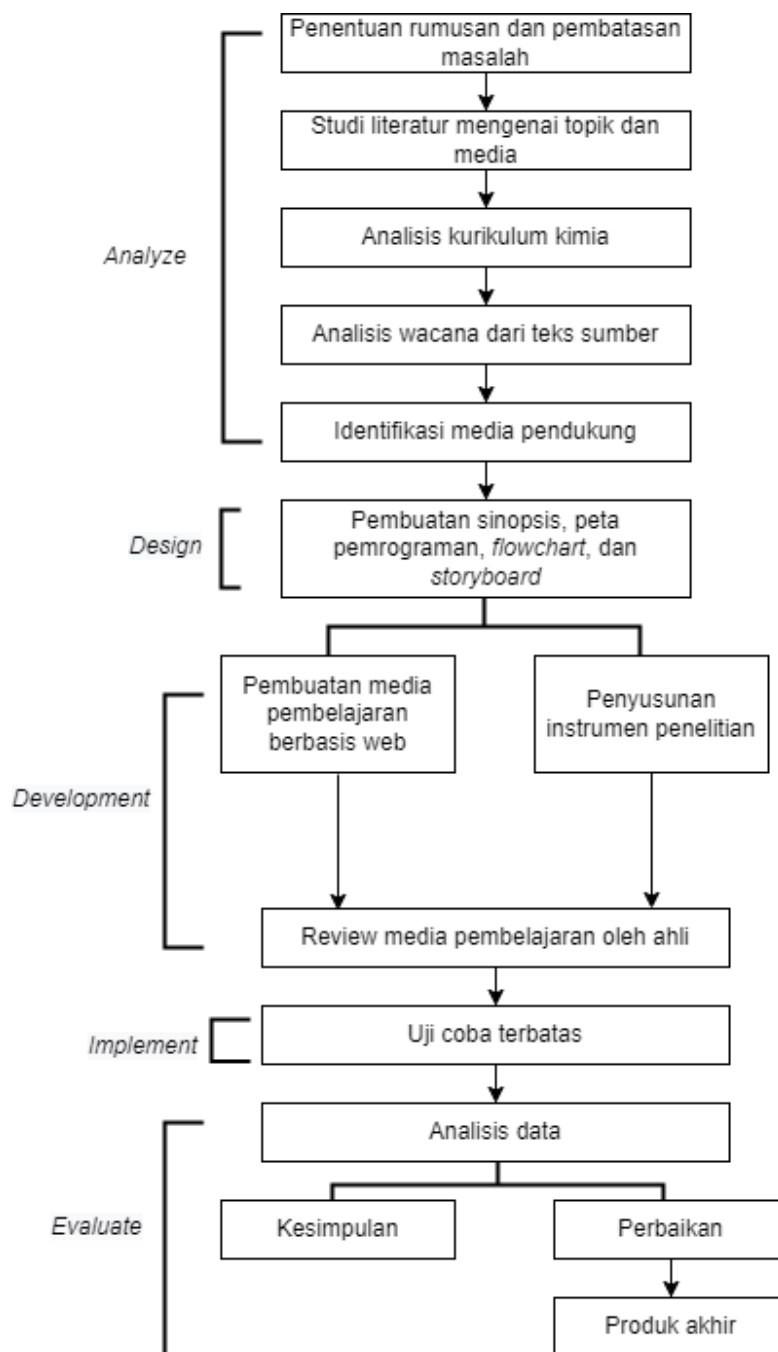 Penentuan rumusan dan pembatasan
masalah
Studi literatur mengenai topik dan
media
Analisis kurikulum kimia
Analyze
Analisis wacana dari teks sumber
Identifikasi media pendukung
Design
Pembuatan sinopsis, peta
pemrograman, flowchart, dan
storyboard
Pembuatan media
pembelajaran
berbasis web
Penyusunan
instrumen penelitian
Development
Review media pembelajaran oleh ahli
Implement
Uji coba terbatas
Analisis data
Evaluate
Kesimpulan
Perbaikan
Produk akhir